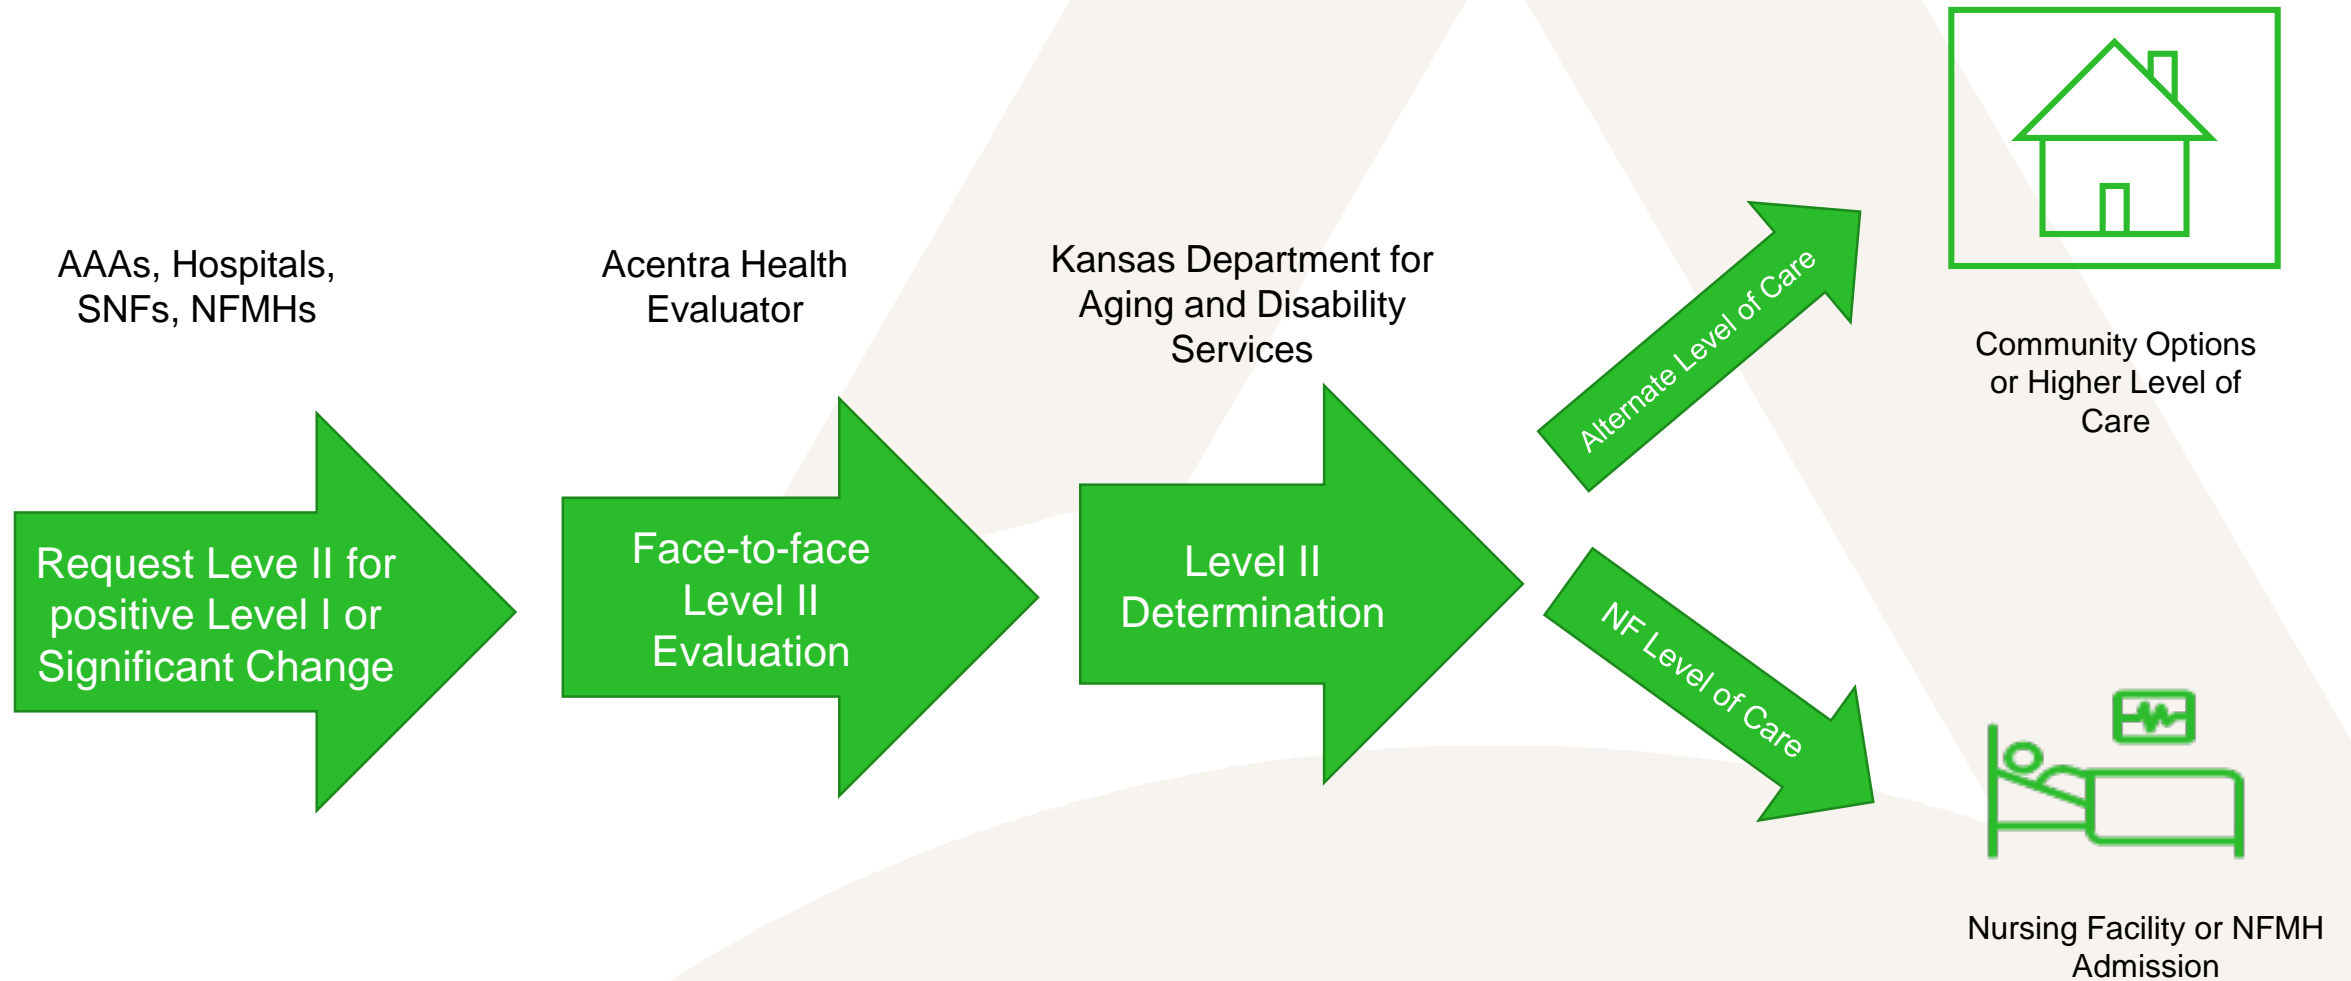 AAAs, Hospitals,
SNFs, NFMHs
Request Leve II for
positive Level I or
Significant Change
Acentra Health
Evaluator
Face-to-face
Level II
Evaluation
Kansas Department for
Aging and Disability
Services
Level II
Determination
Alternate Level of Care
Community Options
or Higher Level of
Care
NF Level of Care
Nursing Facility or NFMH
Admission